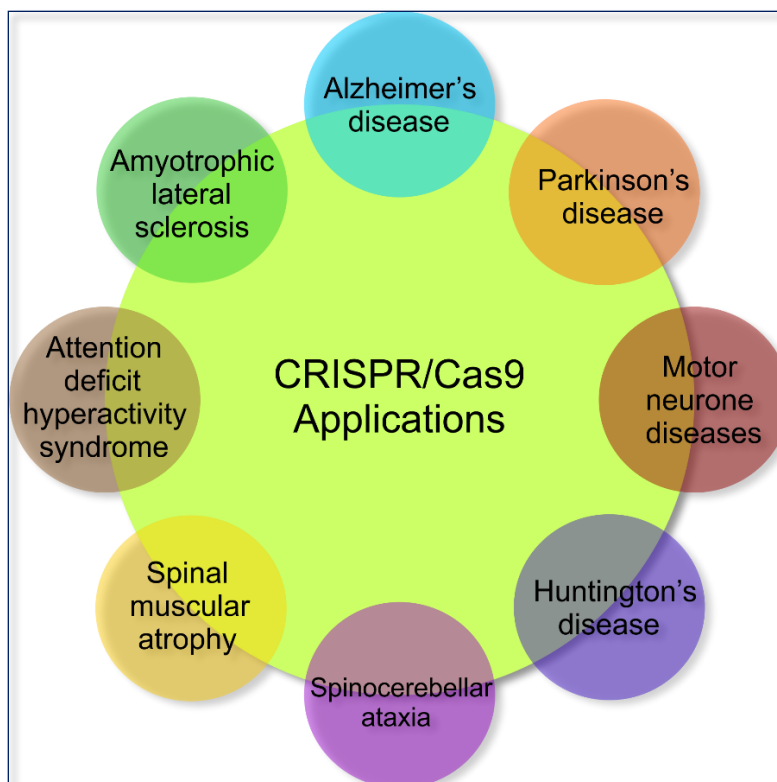 Alzheimer’s
disease
Parkinson’s
disease
Motor
neurone
diseases
Huntington’s
disease
Spinocerebellar
ataxia
Spinal
muscular
atrophy
Attention
deficit
hyperactivity
syndrome
Amyotrophic
lateral
sclerosis
CRISPR/Cas9
Applications